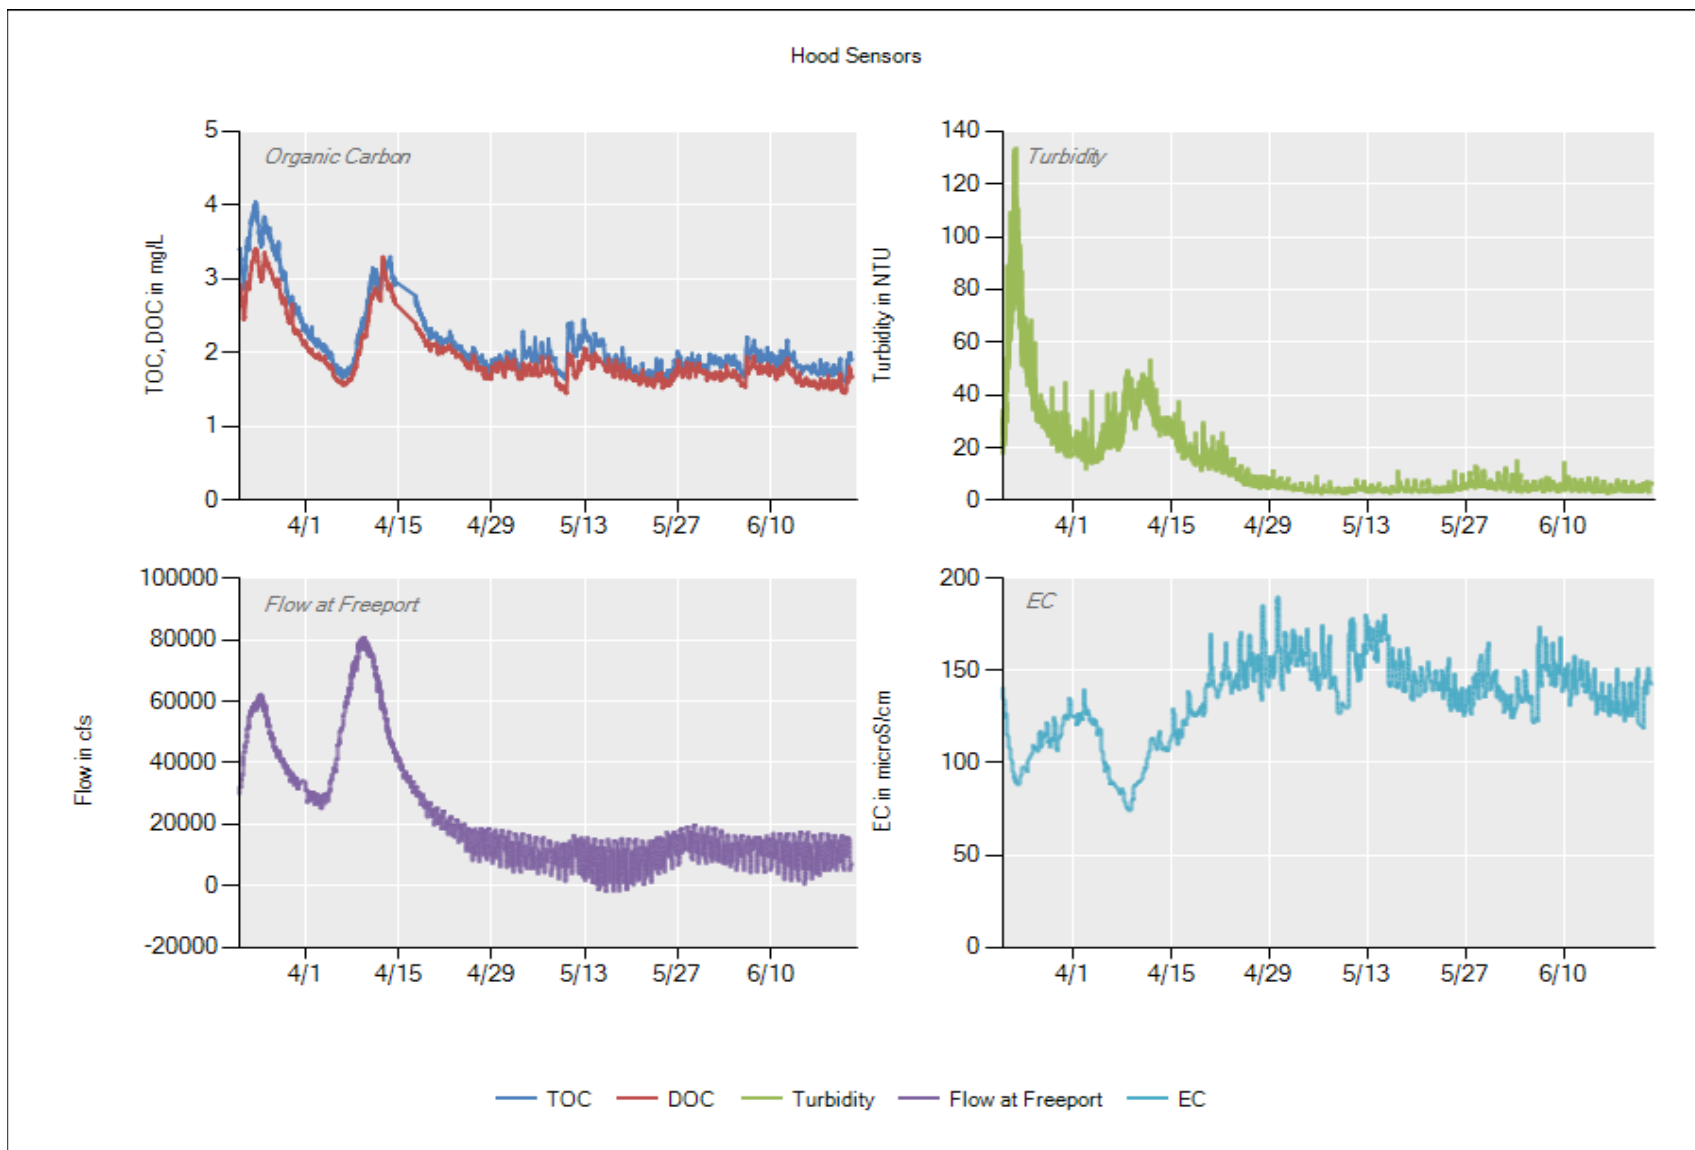 Hood Sensors
Organic Carbon
TOC, DOC in mg/L
5
4
3
2
1
0
4/1 4/15 4/29 5/13 5/27 6/10
Turbidity
Turbidity in NTU
140
120
100
80
60
40
20
0
4/1 4/15 4/29 5/13 5/27 6/10
Flow at Freeport
Flow in cfs
100000
80000
60000
40000
20000
0
-20000
4/1 4/15 4/29 5/13 5/27 6/10
EC
EC in microS/cm
200
150
100
50
0
4/1 4/15 4/29 5/13 5/27 6/10
TOC DOC Turbidity Flow at Freeport EC